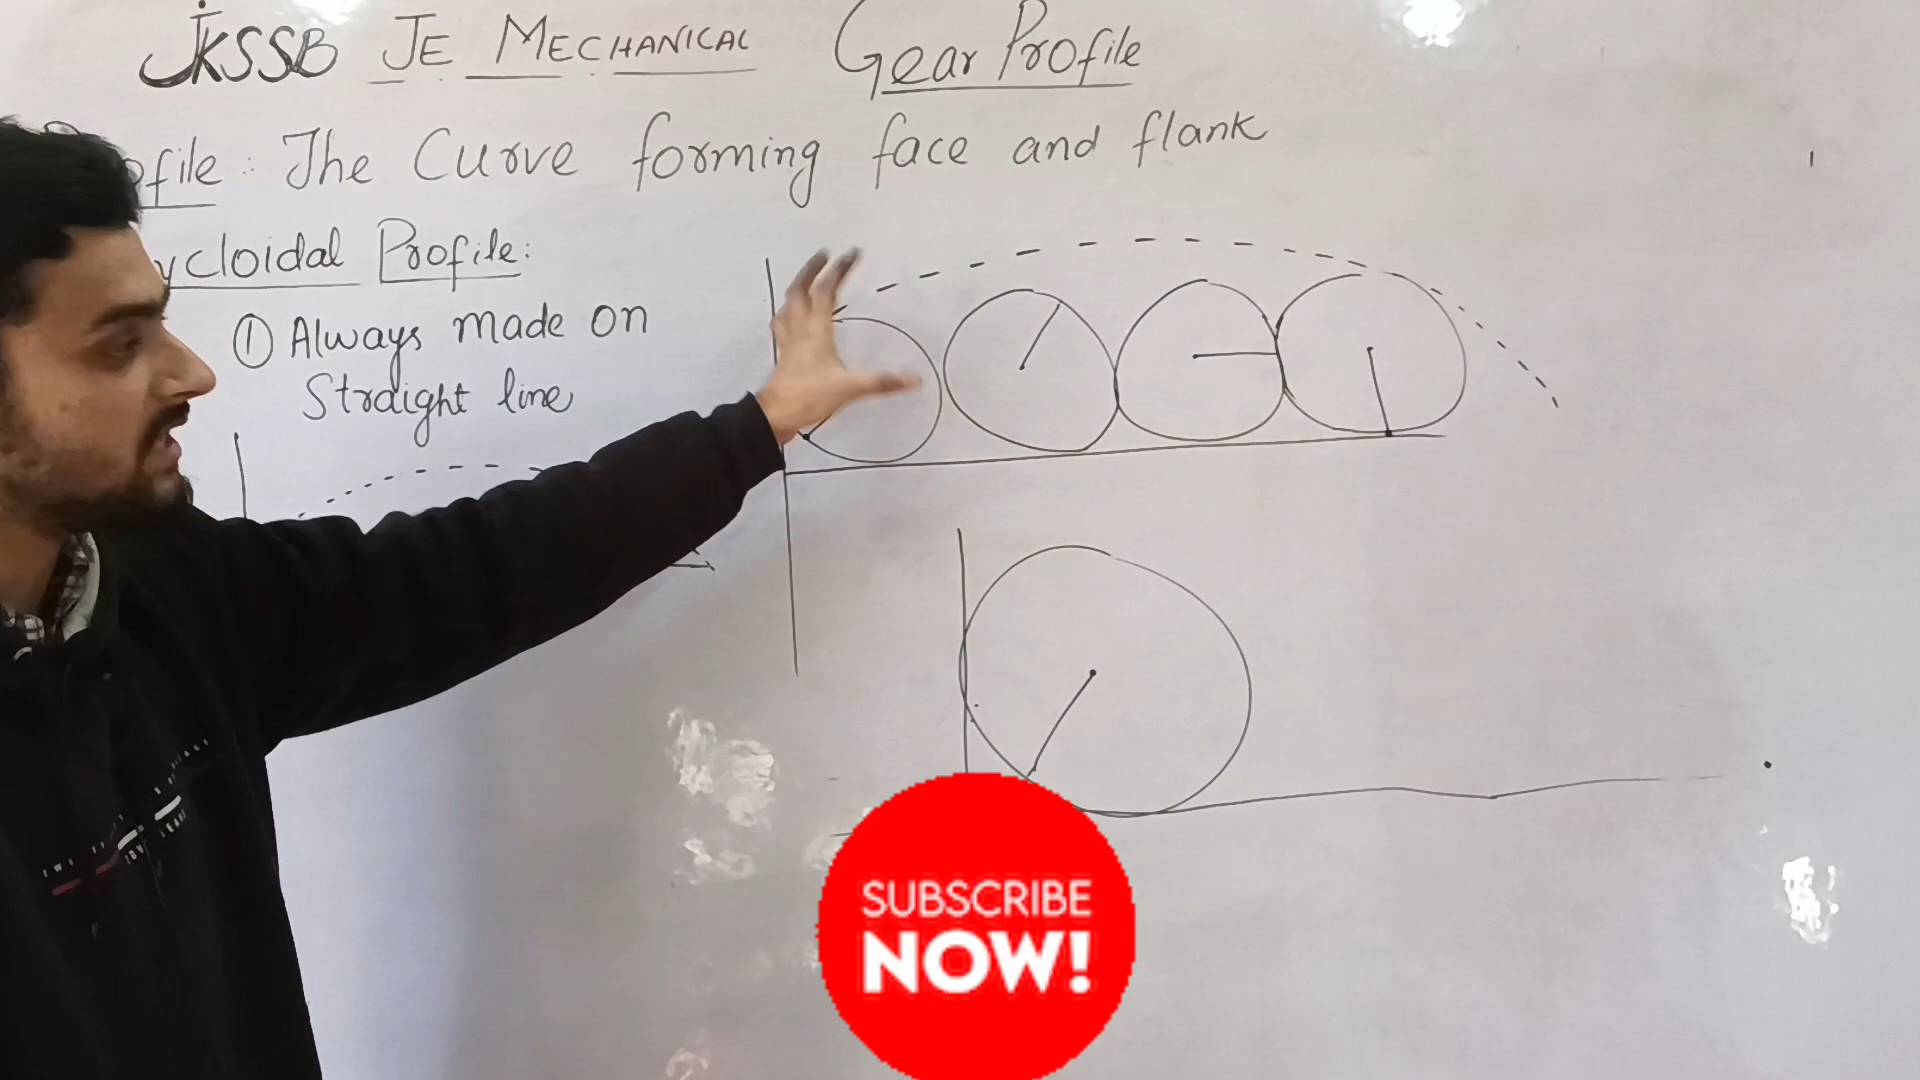 JKSSB JE MECHANICAL Gear Profile
ofile : The Curve forming face and flank
ycloidal Profile:
① Always made on
Straight line
SUBSCRIBE
NOW!